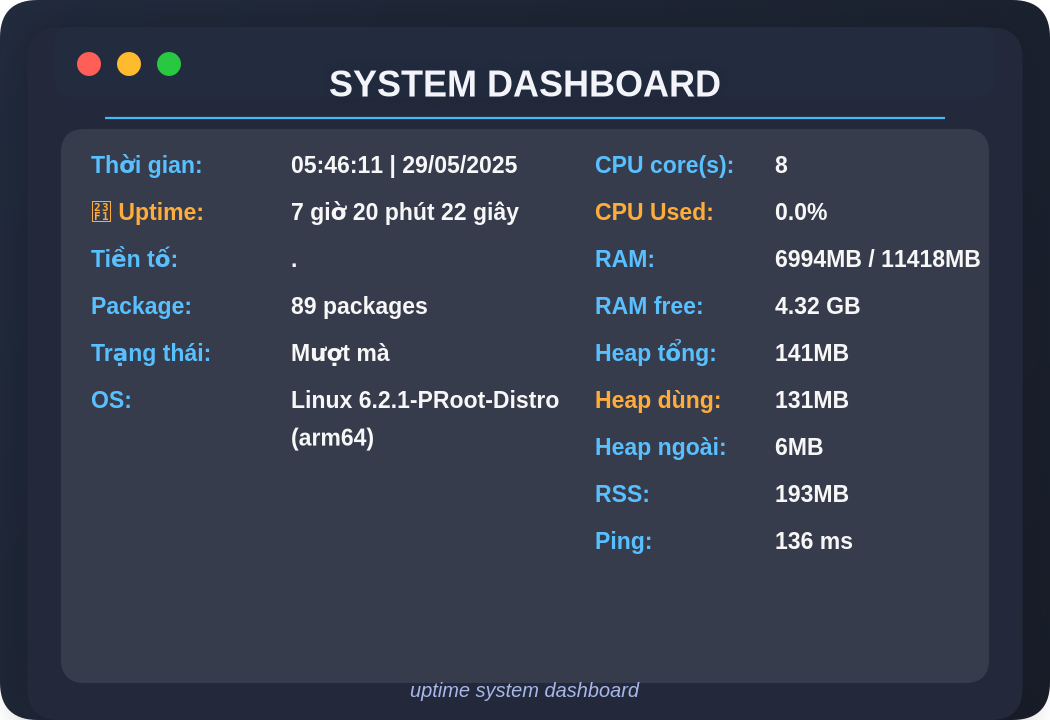 SYSTEM DASHBOARD
Thời gian: 05:46:11 | 29/05/2025
Uptime: 7 giờ 20 phút 22 giây
Tiền tố: .
Package: 89 packages
Trạng thái: Mượt mà
OS: Linux 6.2.1-PRoot-Distro
(arm64)
CPU core(s): 8
CPU Used: 0.0%
RAM: 6994MB / 11418MB
RAM free: 4.32 GB
Heap tổng: 141MB
Heap dùng: 131MB
Heap ngoài: 6MB
RSS: 193MB
Ping: 136 ms
uptime system dashboard